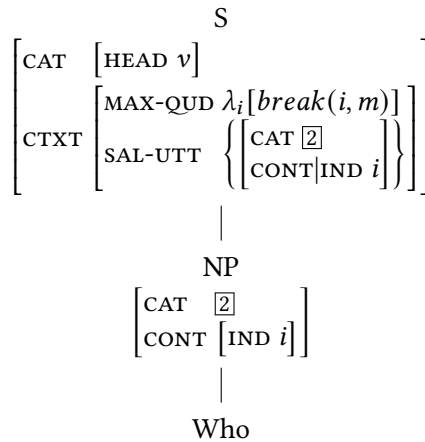 S
CAT [HEAD v]
CTXT [MAX-QUD λi[break(i, m)]
SAL-UTT {[CAT 2
CONT|IND i]}]
NP
[CAT 2
CONT [IND i]]
Who